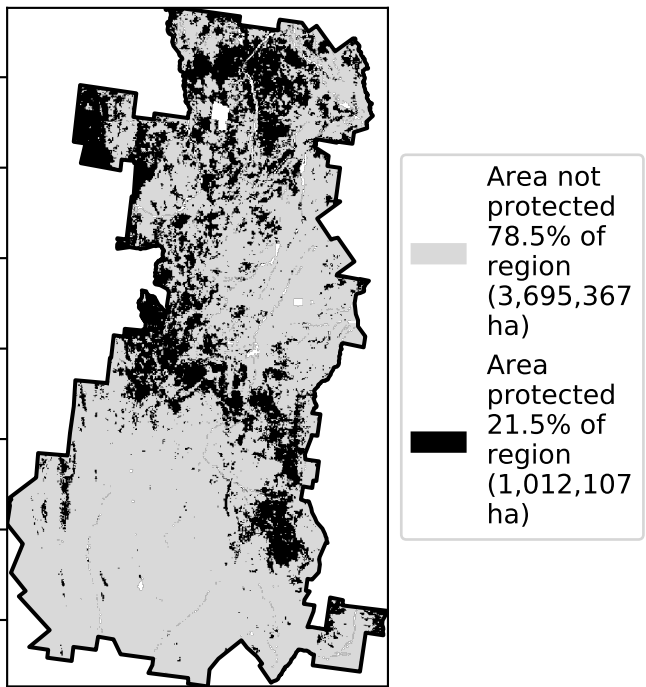 Area not
protected
78.5% of
region
(3,695,367
ha)
Area
protected
21.5% of
region
(1,012,107
ha)